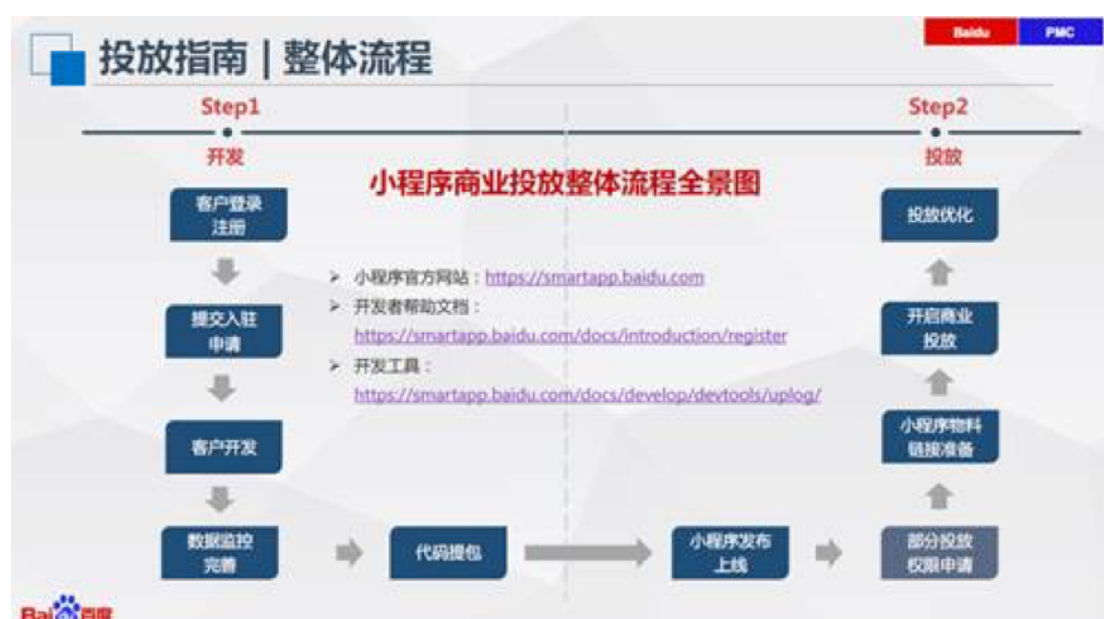 投放指南 | 整体流程
Baidu
PMC
Step1
Step2
开发
投放
小程序商业投放整体流程全景图
客户登录
注册
提交入驻
申请
客户开发
数据监控
完善
➢ 小程序官方网站：https://smartapp.baidu.com
➢ 开发者帮助文档：
https://smartapp.baidu.com/docs/introduction/register
➢ 开发工具：
https://smartapp.baidu.com/docs/develop/devtools/uplog/
代码提包
小程序发布
上线
部分投放
权限申请
小程序物料
链接准备
开启商业
投放
投放优化
Bai du 百度